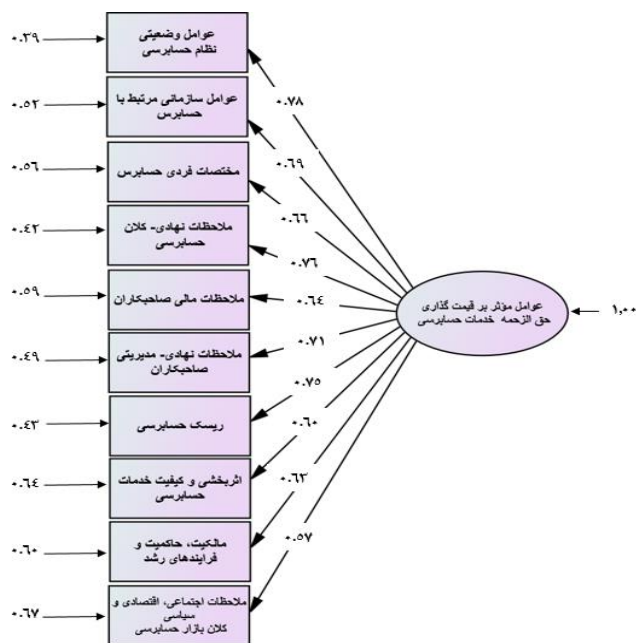 ۰.۳۹
عوامل وضعیتی
نظام حسابرسی
۰.۷۸
۰.۵۲
عوامل سازمانی مرتبط با
حسابرس
۰.۶۹
۰.۵۶
مختصات فردی حسابرس
۰.۶۶
۰.۴۲
ملاحظات نهادی- کلان
حسابرسی
۰.۷۶
۰.۵۹
ملاحظات مالی صاحبکاران
۰.۶۴
۰.۴۹
ملاحظات نهادی- مدیریتی
صاحبکاران
۰.۷۱
۰.۴۳
ریسک حسابرسی
۰.۷۵
۰.۶۴
اثربخشی و کیفیت خدمات
حسابرسی
۰.۶۰
۰.۶۰
مالکیت، حاکمیت و
فرایندهای رشد
۰.۶۳
۰.۶۷
ملاحظات اجتماعی، اقتصادی و
سیاسی
کلان بازار حسابرسی
۰.۵۷
عوامل مؤثر بر قیمت گذاری
حق الزحمه خدمات حسابرسی
۱,۰۰